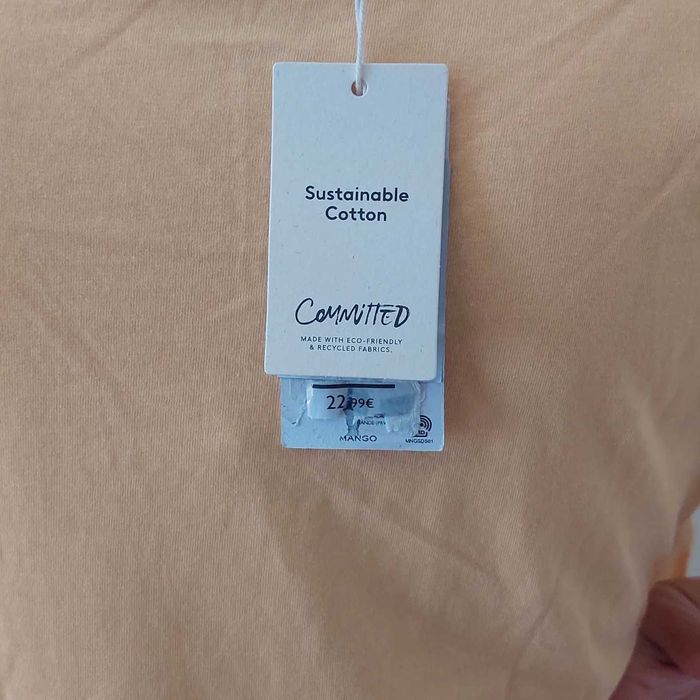 Sustainable
Cotton
COMMITTED
MADE WITH ECO-FRIENDLY
& RECYCLED FABRICS.
22,99€
MANGO